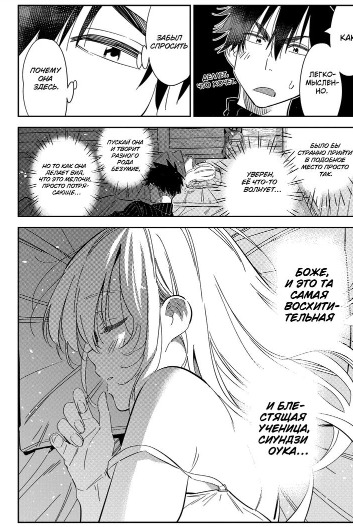 КАК
ЛЕГКО-
МЫСЛЕН-
НО.
ДЕЛАЕТ,
ЧТО ХОЧЕТ.
ЗАБЫЛ
СПРОСИТЬ
ПОЧЕМУ
ОНА
ЗДЕСЬ.
БЫЛО БЫ
СТРАННО ПРИЙТИ
В ПОДОБНОЕ
МЕСТО ПРОСТО
ТАК.
УВЕРЕН,
ЕЁ ЧТО-ТО
ВОЛНУЕТ...
ПУСКАЙ ОНА
И ТВОРИТ
РАЗНОГО
РОДА
БЕЗУМИЕ,
НО ТО КАК ОНА
ДЕЛАЕТ ВИД,
ЧТО ЭТО МЕЛОЧИ,
ПРОСТО ПОТРЯ-
САЮЩЕ...
БОЖЕ,
И ЭТО ТА
САМАЯ
ВОСХИТИ-
ТЕЛЬНАЯ
И БЛЕ-
СТЯЩАЯ
УЧЕНИЦА,
СИУНДЗИ
ОУКА...